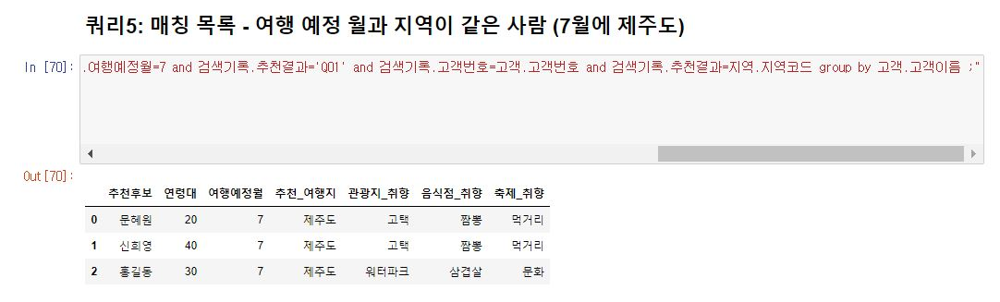 쿼리5: 매칭 목록 - 여행 예정 월과 지역이 같은 사람 (7월에 제주도)
In [70]: .여행예정월=7 and 검색기록.추천결과='Q01' and 검색기록.고객번호=고객.고객번호 and 검색기록.추천결과=지역.지역코드 group by 고객.고객이름 ;"
Out[70]:
추천후보 연령대 여행예정월 추천_여행지 관광지_취향 음식점_취향 축제_취향
0 문혜원 20 7 제주도 고택 짬뽕 먹거리
1 신희영 40 7 제주도 고택 짬뽕 먹거리
2 홍길동 30 7 제주도 워터파크 삼겹살 문화